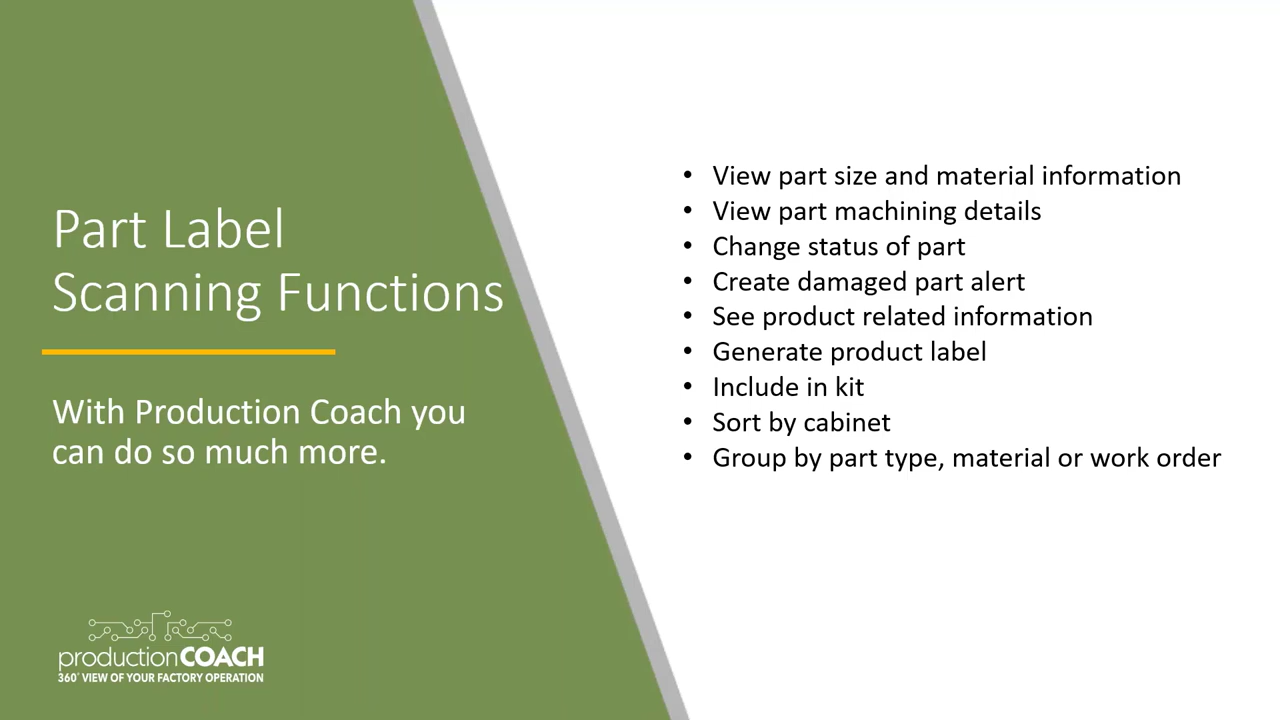 Part Label
Scanning Functions
With Production Coach you
can do so much more.
productionCOACH
360° VIEW OF YOUR FACTORY OPERATION
• View part size and material information
• View part machining details
• Change status of part
• Create damaged part alert
• See product related information
• Generate product label
• Include in kit
• Sort by cabinet
• Group by part type, material or work order